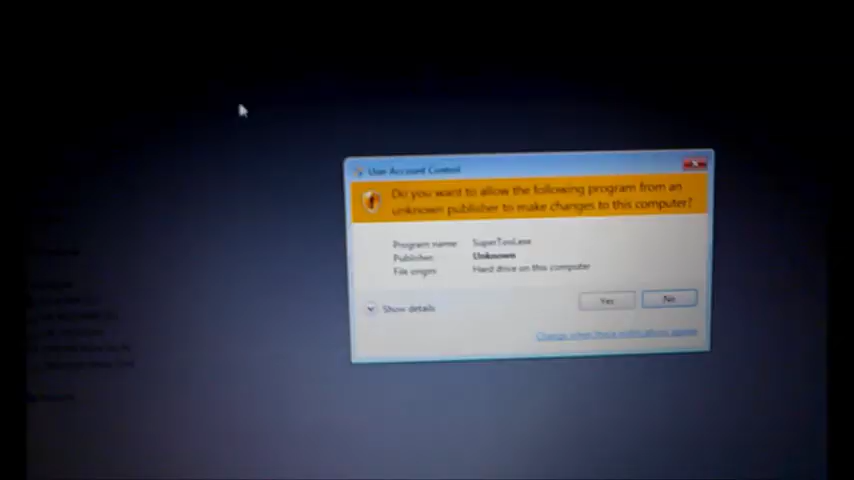 User Account Control
Do you want to allow the following program from an
unknown publisher to make changes to this computer?
Program name: SuperTool.exe
Publisher: Unknown
File origin: Hard drive on this computer
Show details
Yes
No
Change when these notifications appear